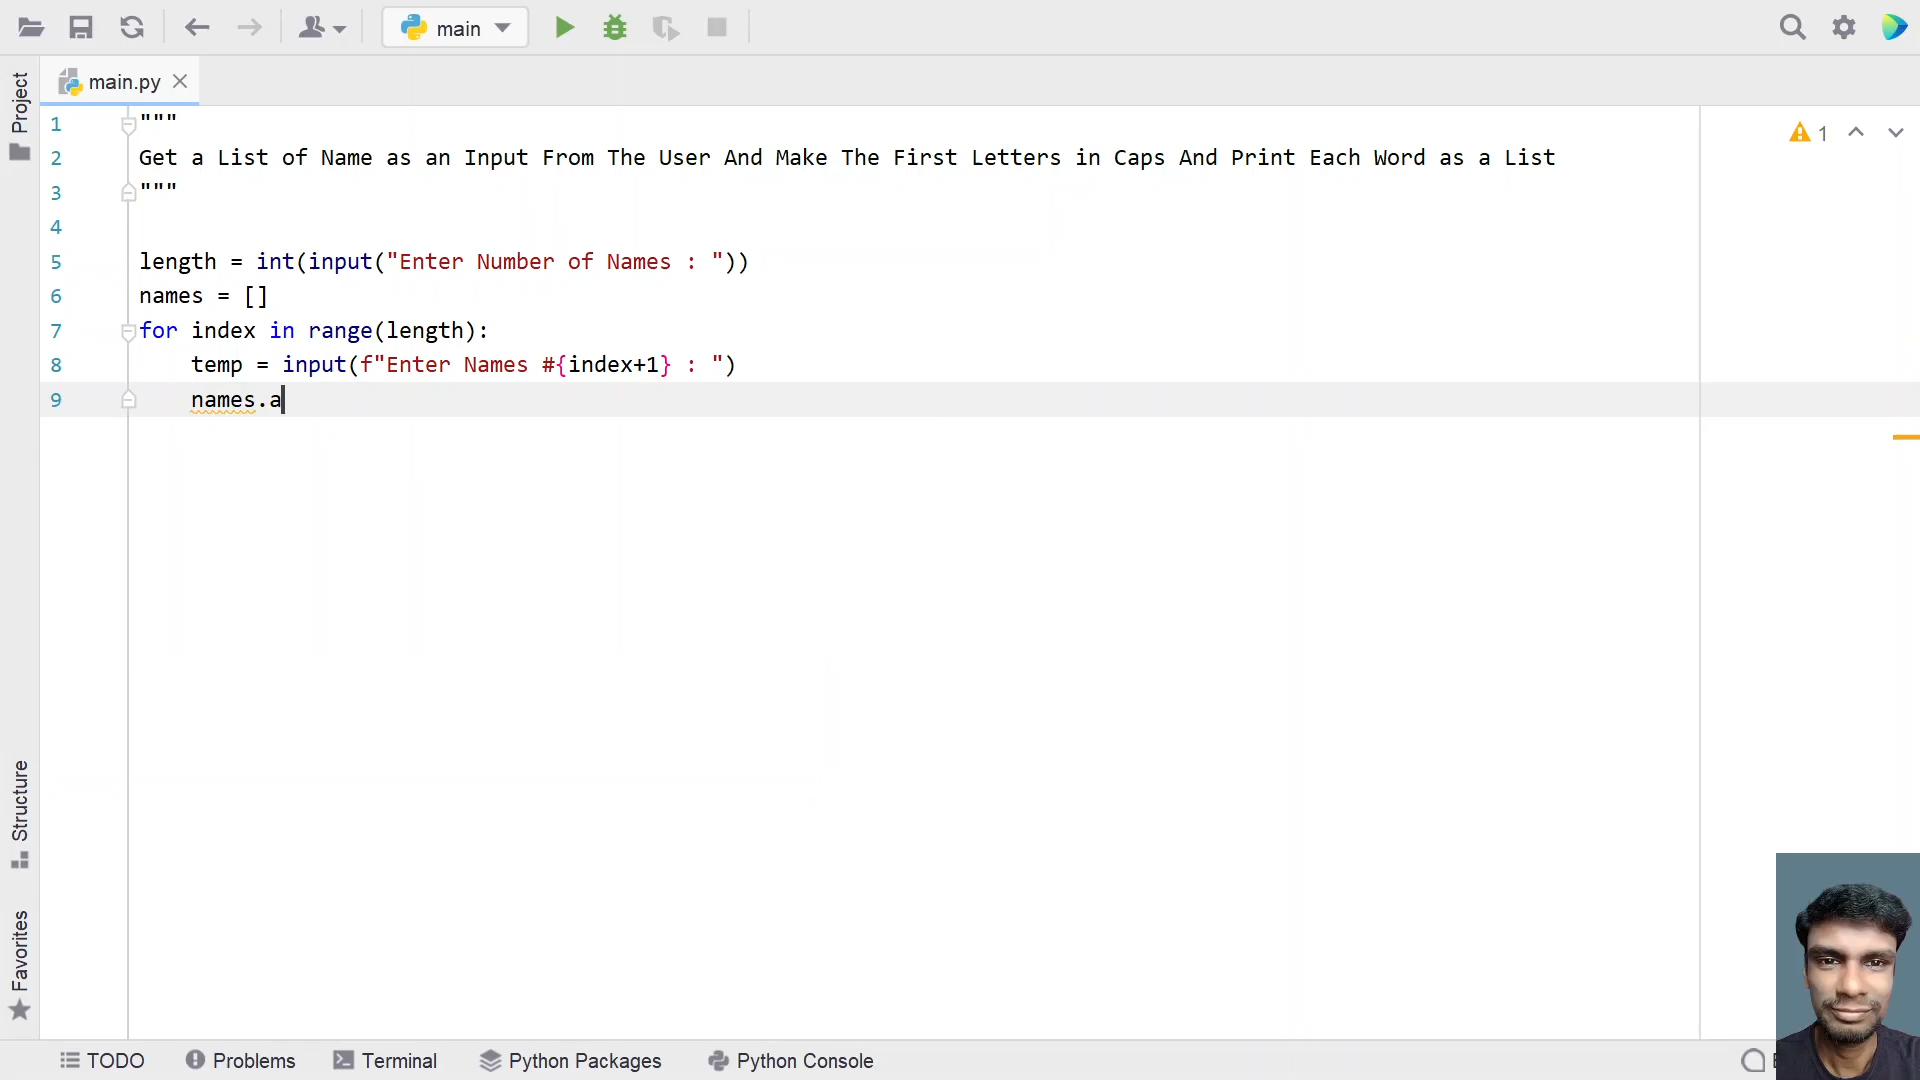 main
Project
main.py
1
1 """
2 Get a List of Name as an Input From The User And Make The First Letters in Caps And Print Each Word as a List
3 """
4
5 length = int(input("Enter Number of Names : "))
6 names = []
7 for index in range(length):
8     temp = input(f"Enter Names #{index+1} : ")
9     names.a
Structure
Favorites
TODO Problems Terminal Python Packages Python Console